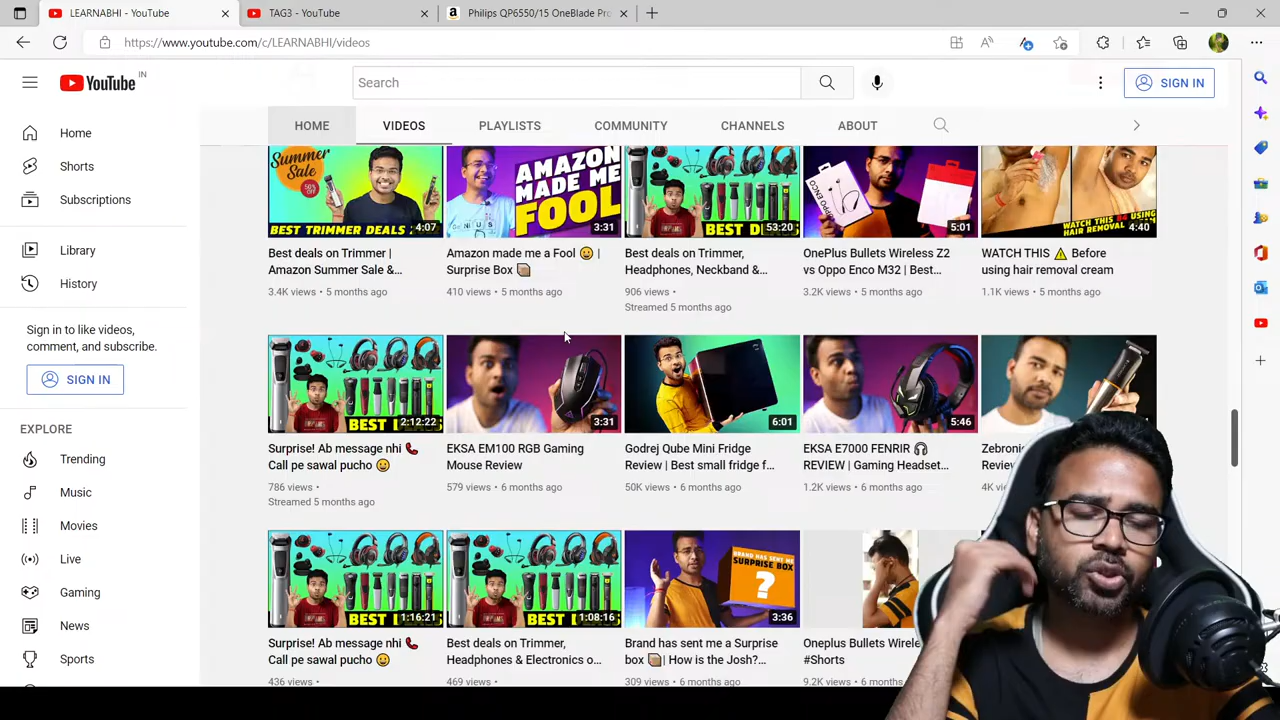 LEARNABHI - YouTube
TAG3 - YouTube
Philips QP6550/15 OneBlade Pro
https://www.youtube.com/c/LEARNABHI/videos
YouTube IN
Search
SIGN IN
HOME
VIDEOS
PLAYLISTS
COMMUNITY
CHANNELS
ABOUT
Home
Shorts
Subscriptions
Library
History
Sign in to like videos,
comment, and subscribe.
SIGN IN
EXPLORE
Trending
Music
Movies
Live
Gaming
News
Sports
Summer
Sale
50%
OFF
BEST TRIMMER DEALS
4:07
AMAZON
MADE ME
FOOL
3:31
53:20
ENCO
5:01
WATCH THIS B4 USING
HAIR REMOVAL
4:40
Best deals on Trimmer |
Amazon Summer Sale &...
3.4K views • 5 months ago
Amazon made me a Fool 😀 |
Surprise Box 📦
410 views • 5 months ago
Best deals on Trimmer,
Headphones, Neckband &...
906 views •
Streamed 5 months ago
OnePlus Bullets Wireless Z2
vs Oppo Enco M32 | Best...
3.2K views • 5 months ago
WATCH THIS ⚠ Before
using hair removal cream
1.1K views • 5 months ago
2:12:22
3:31
6:01
5:46
Surprise! Ab message nhi 📞
Call pe sawal pucho 😀
786 views •
Streamed 5 months ago
EKSA EM100 RGB Gaming
Mouse Review
579 views • 6 months ago
Godrej Qube Mini Fridge
Review | Best small fridge f...
50K views • 6 months ago
EKSA E7000 FENRIR 🎧
REVIEW | Gaming Headset...
1.2K views • 6 months ago
Zebronic
Revie
4K vi
1:16:21
1:08:16
BRAND HAS SENT ME
SURPRISE BOX
?
3:36
Surprise! Ab message nhi 📞
Call pe sawal pucho 😀
436 views •
Best deals on Trimmer,
Headphones & Electronics o...
469 views •
Brand has sent me a Surprise
box 📦| How is the Josh?...
309 views • 6 months ago
Oneplus Bullets Wirele
#Shorts
9.2K views • 6 m